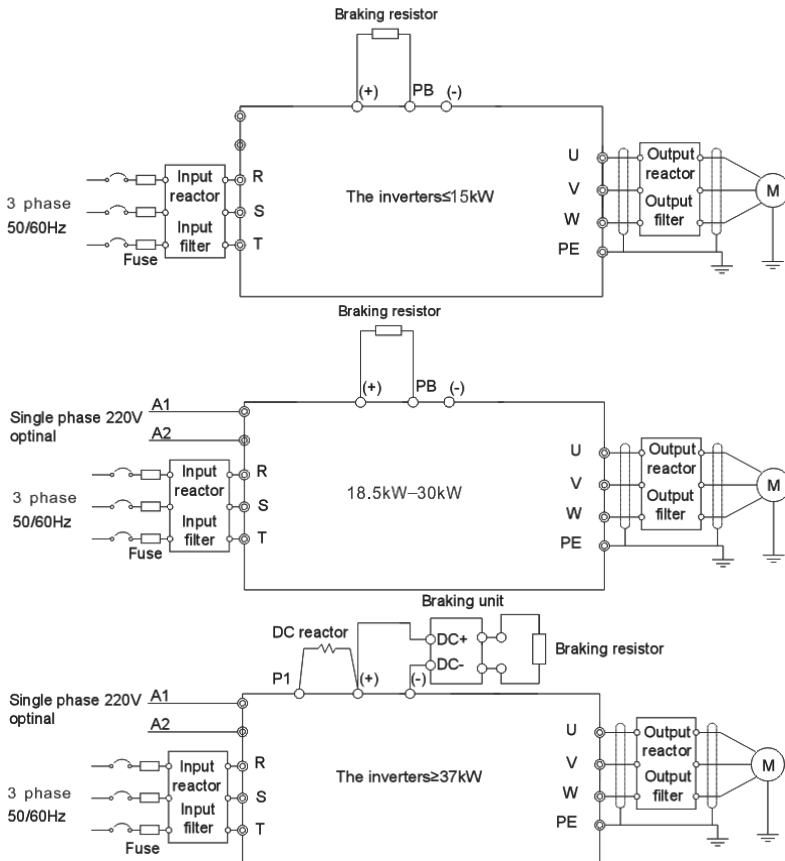 Braking resistor
(+) PB (-)
3 phase
50/60Hz
Fuse
Input
reactor
Input
filter
R
S
T
The inverters≤15kW
U
V
W
PE
Output
reactor
Output
filter
M
Braking resistor
(+) PB (-)
Single phase 220V
optinal
A1
A2
3 phase
50/60Hz
Fuse
Input
reactor
Input
filter
R
S
T
18.5kW–30kW
U
V
W
PE
Output
reactor
Output
filter
M
Braking unit
DC reactor
DC+
DC-
Braking resistor
P1 (+) (-)
Single phase 220V
optinal
A1
A2
3 phase
50/60Hz
Fuse
Input
reactor
Input
filter
R
S
T
The inverters≥37kW
U
V
W
PE
Output
reactor
Output
filter
M